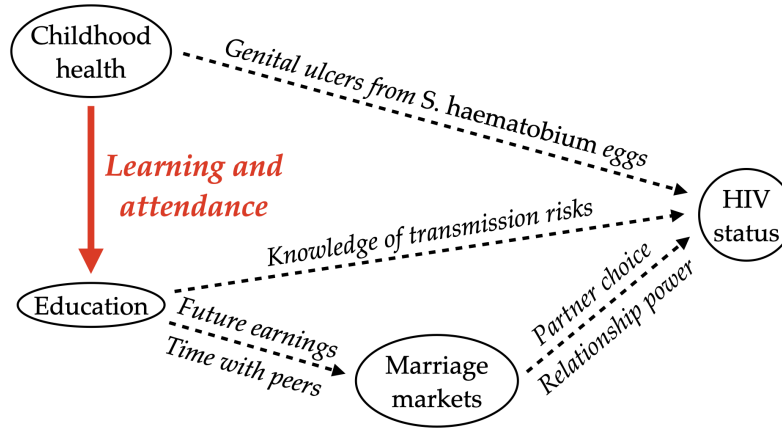 Childhood
health
Genital ulcers from S. haematobium eggs
Learning and
attendance
HIV
status
Knowledge of transmission risks
Education
Future earnings
Time with peers
Marriage
markets
Partner choice
Relationship power